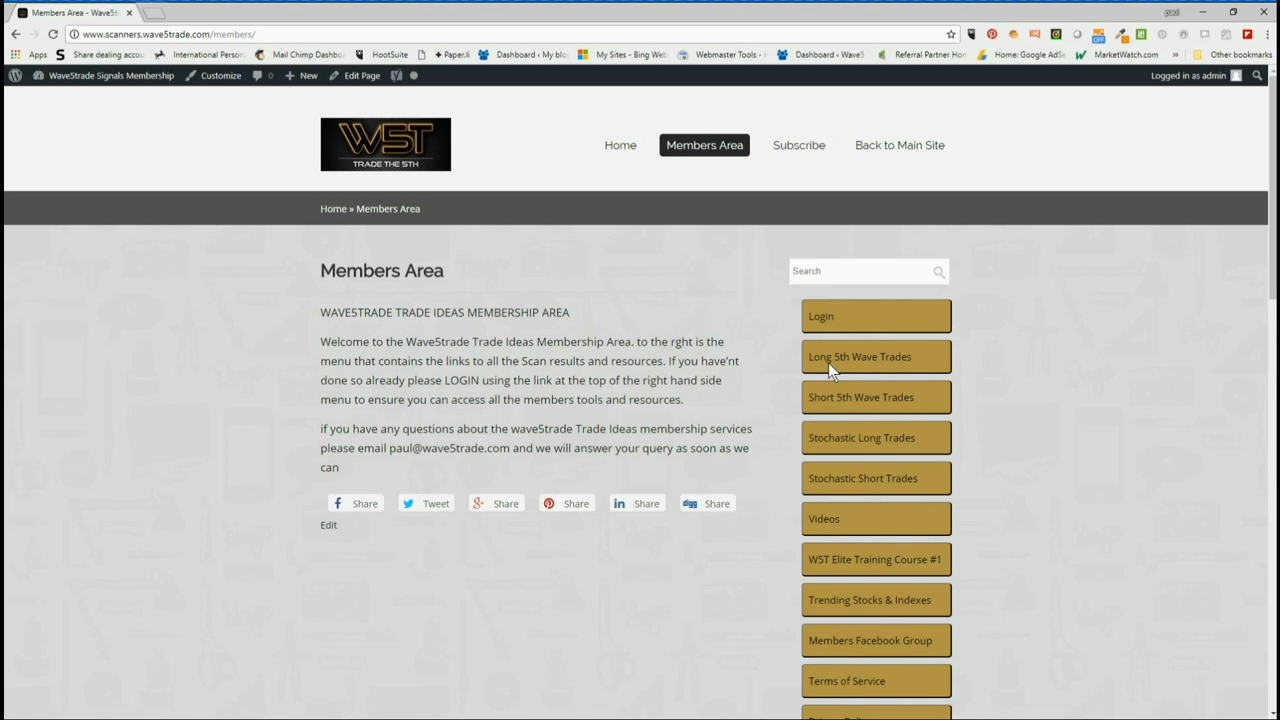 Members Area - Wave5
paul
www.scanners.wave5trade.com/members/
Apps
Share dealing accou
International Person
Mail Chimp Dashbo
HootSuite
+ Paper.li
Dashboard ‹ My blo
My Sites - Bing Web
Webmaster Tools -
Dashboard ‹ Wave5
Referral Partner Ho
Home: Google AdSe
MarketWatch.com
»
Other bookmarks
Wave5trade Signals Membership
Customize
0
New
Edit Page
Logged in as admin
W5T
TRADE THE 5TH
Home
Members Area
Subscribe
Back to Main Site
Home » Members Area
Members Area
WAVE5TRADE TRADE IDEAS MEMBERSHIP AREA
Welcome to the Wave5trade Trade Ideas Membership Area. to the rght is the
menu that contains the links to all the Scan results and resources. If you have'nt
done so already please LOGIN using the link at the top of the right hand side
menu to ensure you can access all the members tools and resources.
if you have any questions about the wave5trade Trade Ideas membership services
please email paul@wave5trade.com and we will answer your query as soon as we
can
Share
Tweet
Share
Share
Share
Share
Edit
Search
Login
Long 5th Wave Trades
Short 5th Wave Trades
Stochastic Long Trades
Stochastic Short Trades
Videos
W5T Elite Training Course #1
Trending Stocks & Indexes
Members Facebook Group
Terms of Service